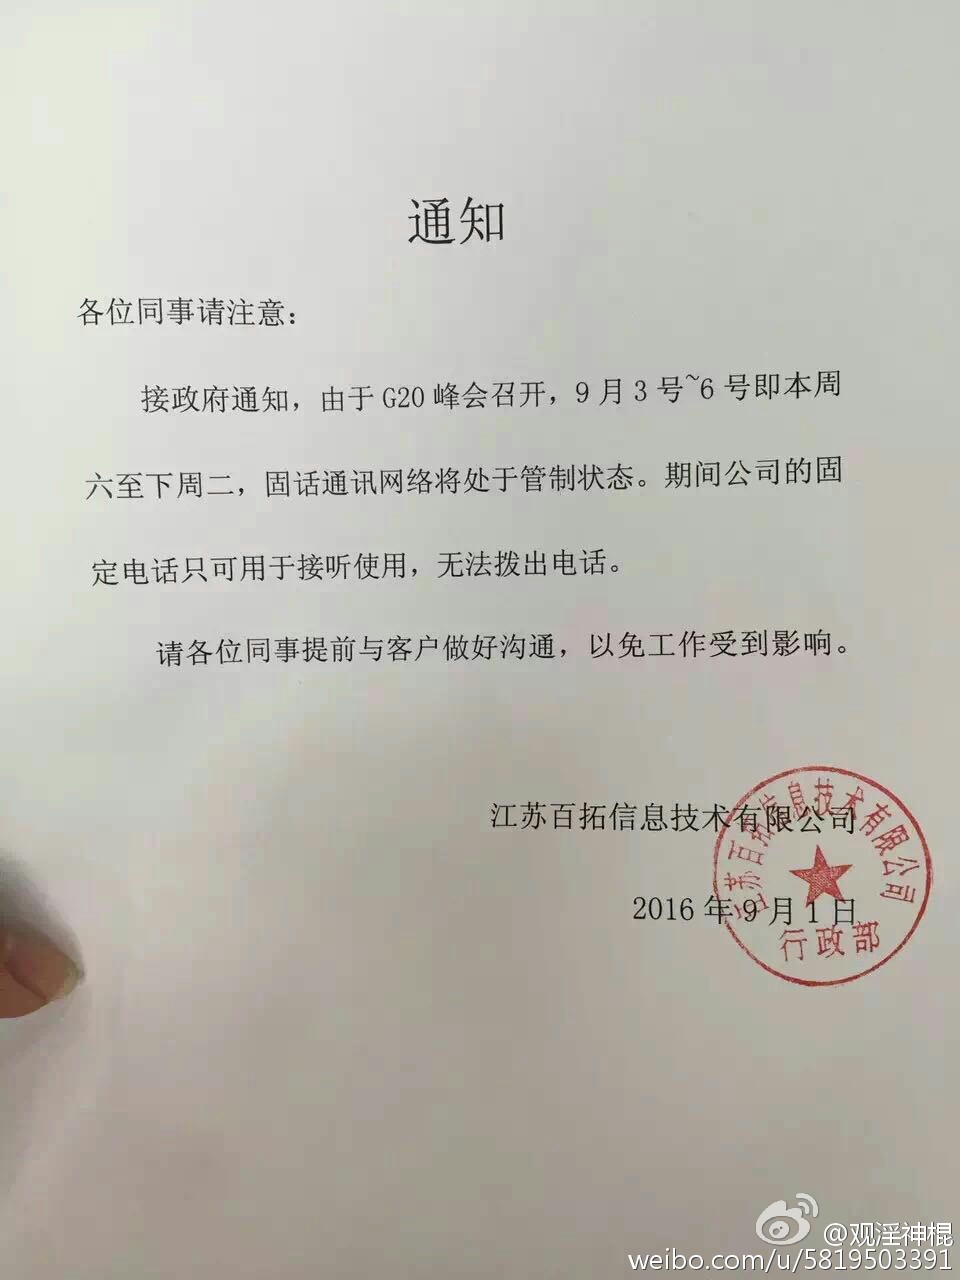 通知
各位同事请注意：
接政府通知，由于 G20 峰会召开，9 月 3 号~6 号即本周
六至下周二，固话通讯网络将处于管制状态。期间公司的固
定电话只可用于接听使用，无法拨出电话。
请各位同事提前与客户做好沟通，以免工作受到影响。
江苏百拓信息技术有限公司
2016 年 9 月 1 日
江苏百拓信息技术有限公司
行政部
@观淫神棍
weibo.com/u/5819503391